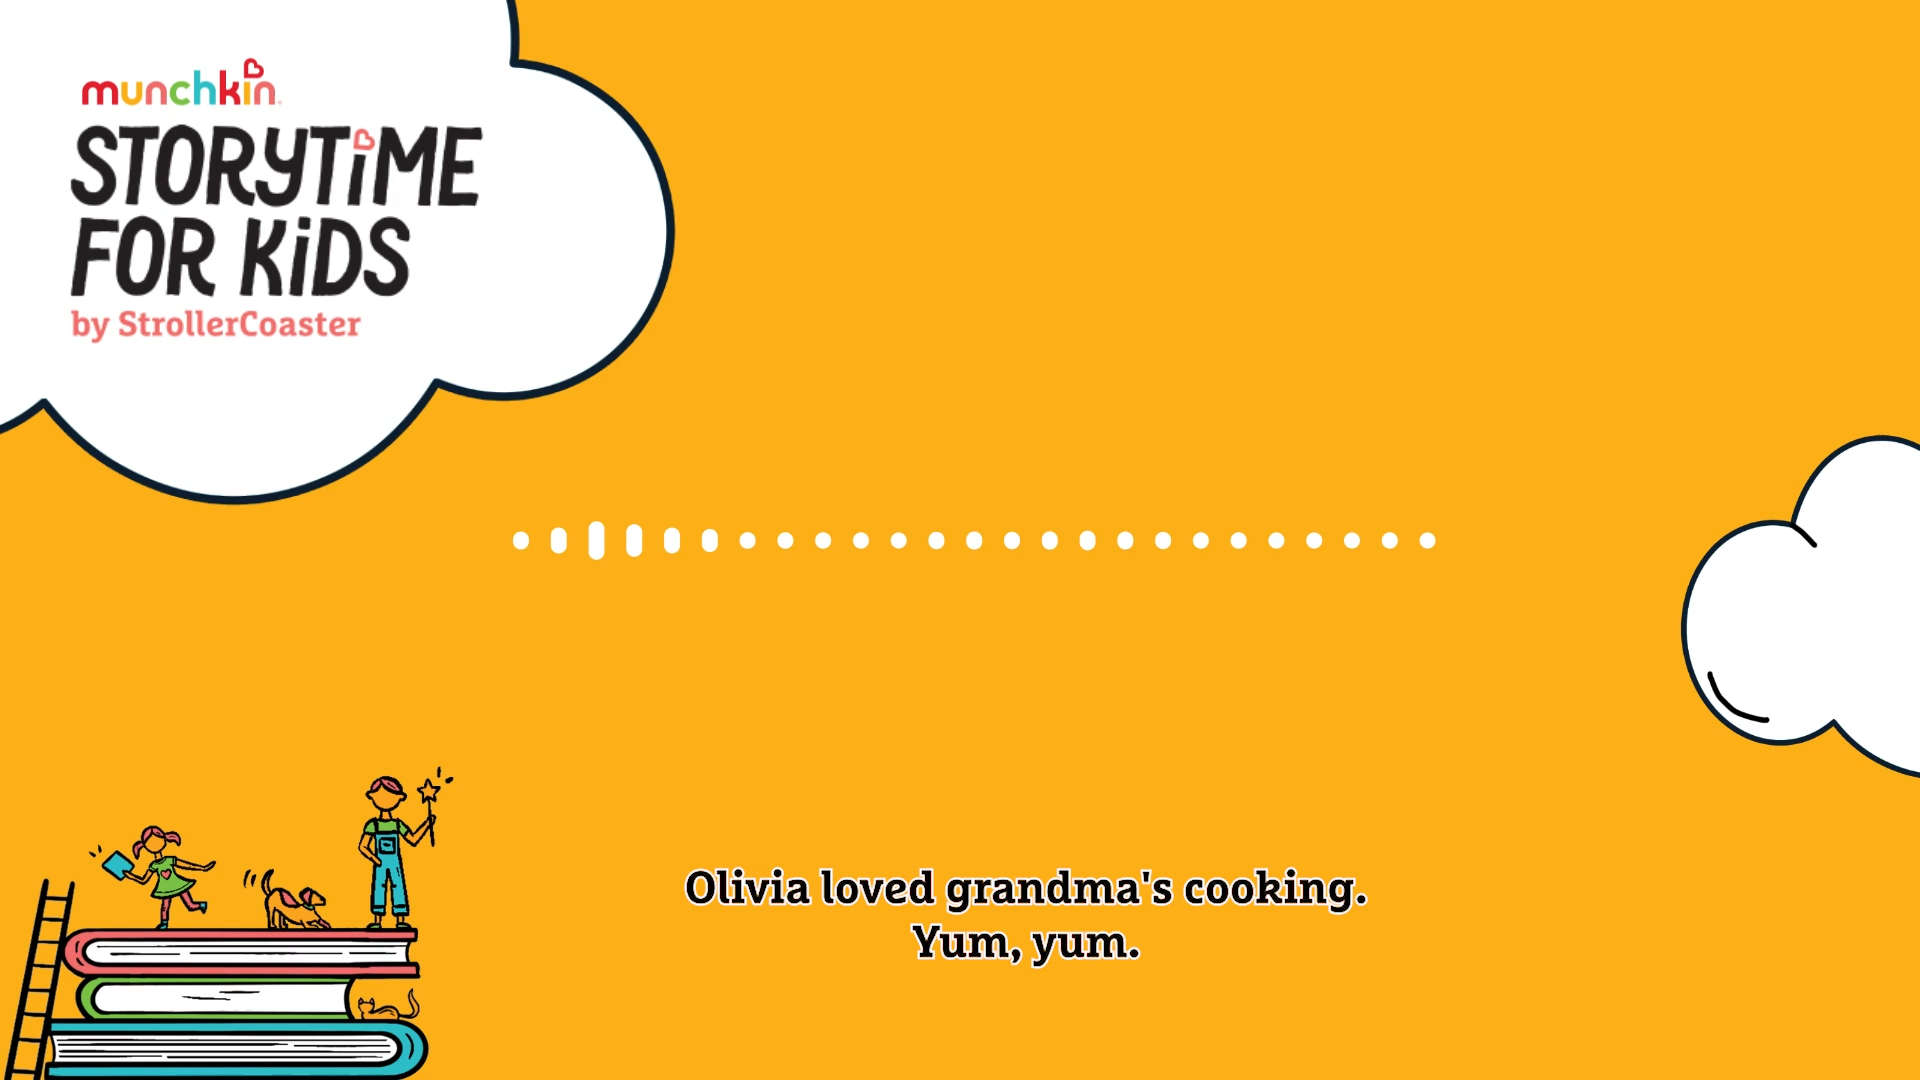 munchkin
STORYTiME
FOR KiDS
by StrollerCoaster
Olivia loved grandma's cooking.
Yum, yum.